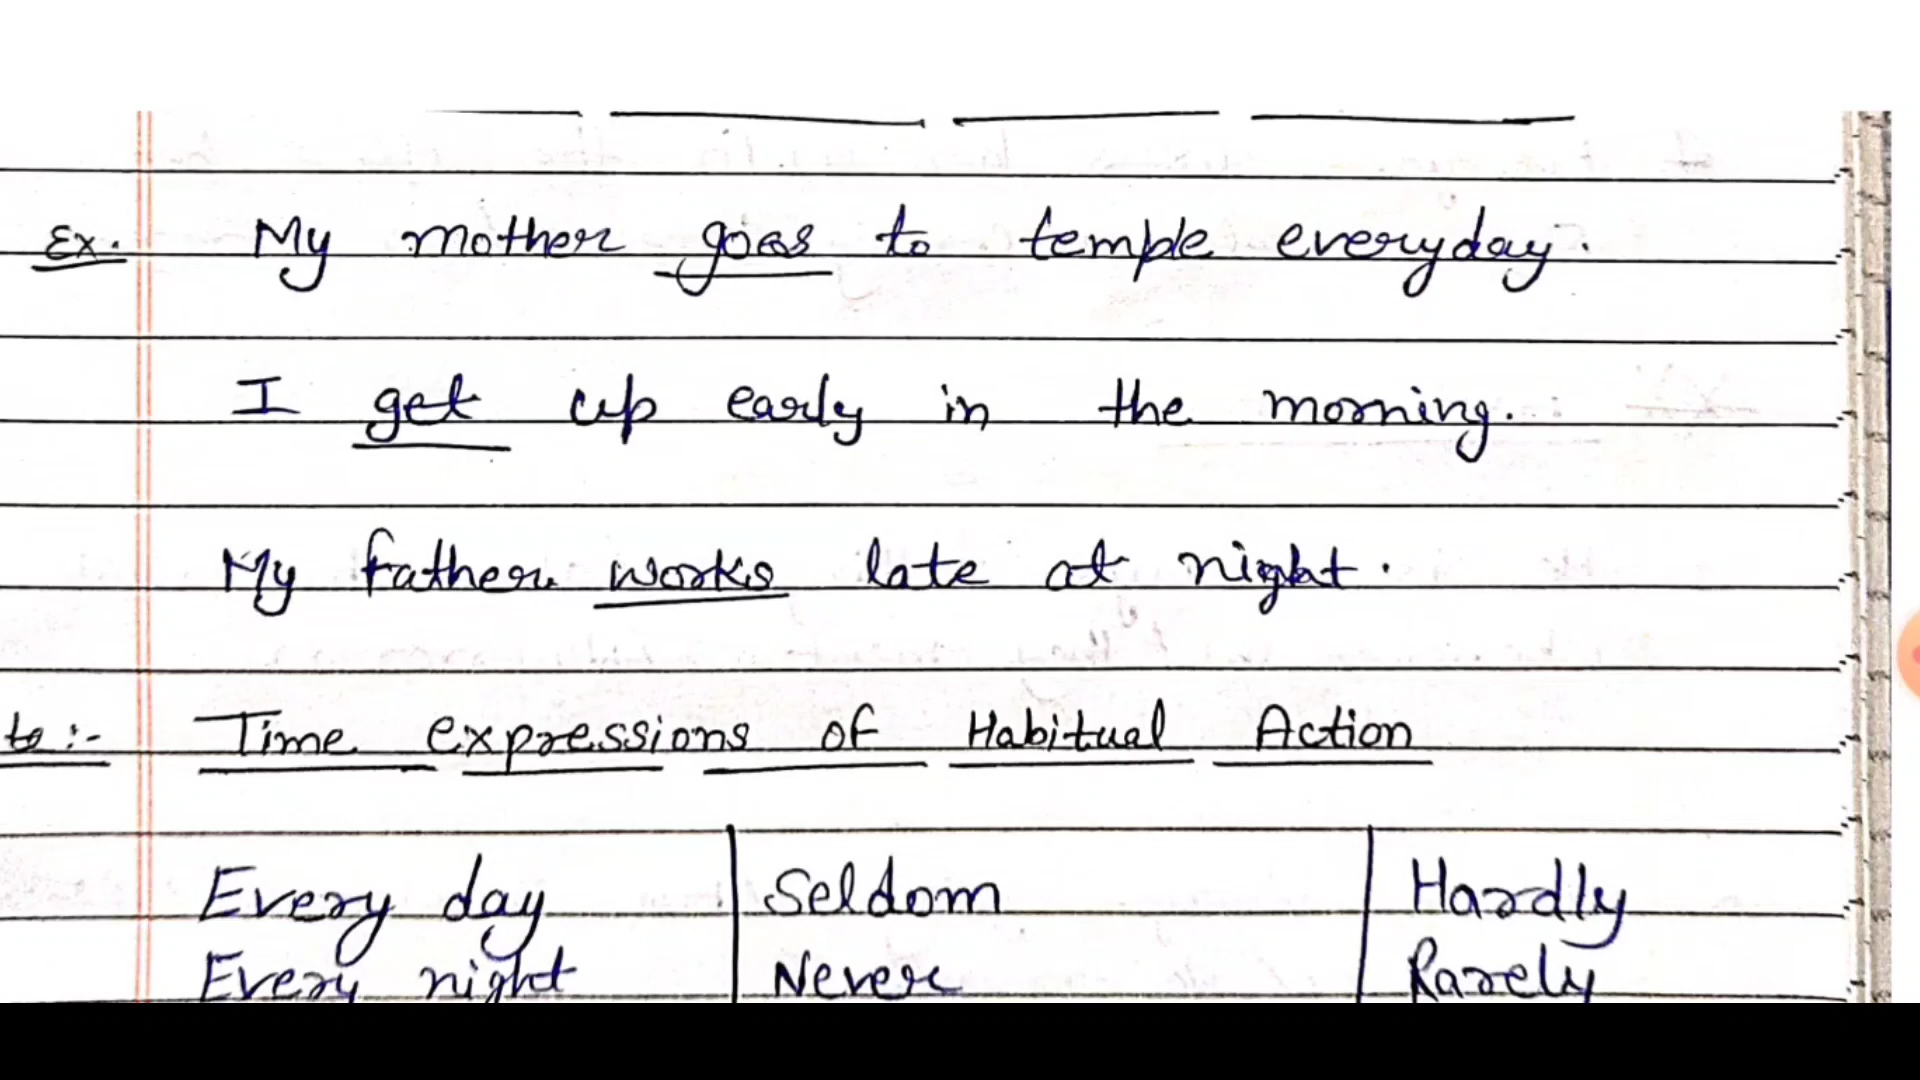 Ex. My mother goes to temple everyday.
I get up early in the morning.
My father works late at night.
te :- Time expressions of Habitual Action
Every day Seldom Hardly
Every night Never Rarely